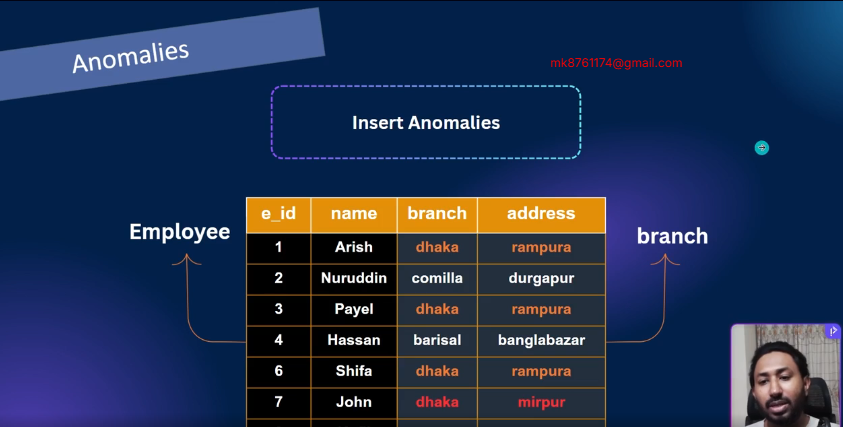 Anomalies
mk8761174@gmail.com
Insert Anomalies
Employee
branch
e_id name branch address
1 Arish dhaka rampura
2 Nuruddin comilla durgapur
3 Payel dhaka rampura
4 Hassan barisal banglabazar
6 Shifa dhaka rampura
7 John dhaka mirpur